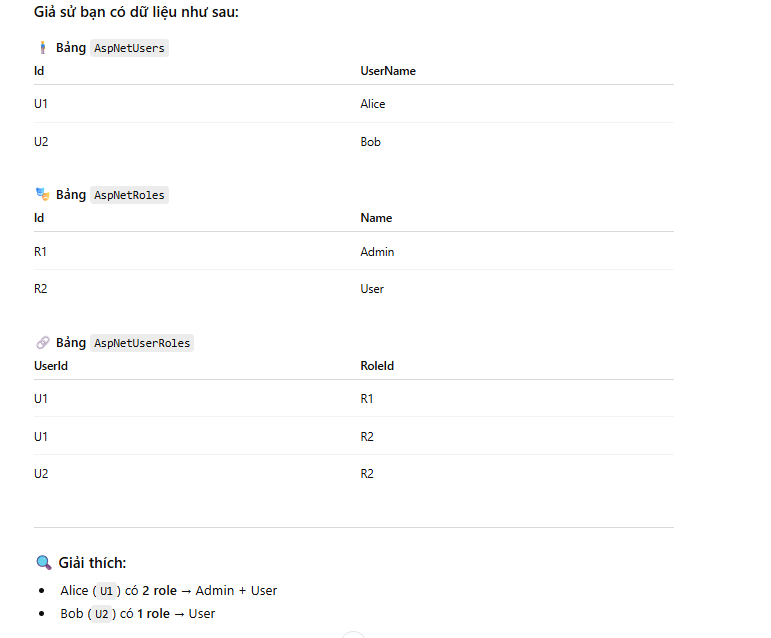 Giả sử bạn có dữ liệu như sau:
Bảng AspNetUsers
Id UserName
U1 Alice
U2 Bob
Bảng AspNetRoles
Id Name
R1 Admin
R2 User
Bảng AspNetUserRoles
UserId RoleId
U1 R1
U1 R2
U2 R2
Giải thích:
• Alice ( U1 ) có 2 role → Admin + User
• Bob ( U2 ) có 1 role → User